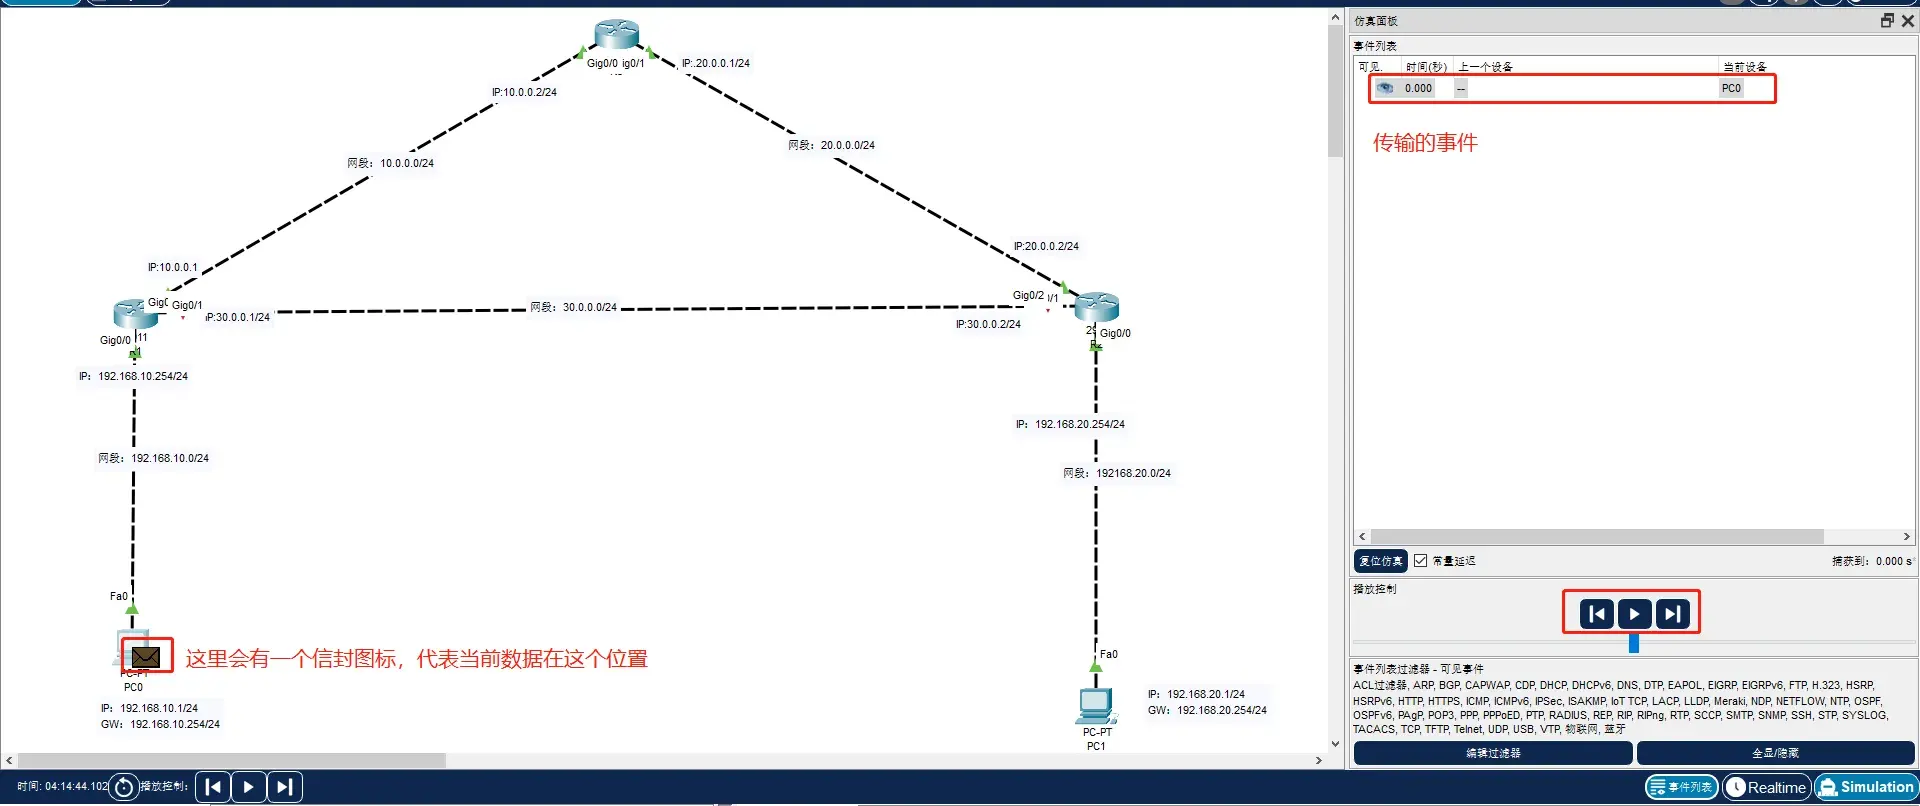 Gig0/0 ig0/1
IP:.20.0.0.1/24
IP:10.0.0.2/24
网段：20.0.0.0/24
网段：10.0.0.0/24
IP:20.0.0.2/24
IP:10.0.0.1
Gig0/1
IP:30.0.0.1/24
网段：30.0.0.0/24
Gig0/2
)/1
IP:30.0.0.2/24
Gig0/0
11
29
Gig0/0
IP：192.168.10.254/24
IP：192.168.20.254/24
网段：192.168.10.0/24
网段：192168.20.0/24
Fa0
这里会有一个信封图标，代表当前数据在这个位置
PC-PT
PC0
IP：192.168.10.1/24
GW：192.168.10.254/24
Fa0
IP：192.168.20.1/24
GW：192.168.20.254/24
PC-PT
PC1
仿真面板
事件列表
可见. 时间(秒) 上一个设备 当前设备
0.000 -- PC0
传输的事件
复位仿真 常量延迟 捕获到：0.000 s
播放控制
事件列表过滤器 - 可见事件
ACL过滤器, ARP, BGP, CAPWAP, CDP, DHCP, DHCPv6, DNS, DTP, EAPOL, EIGRP, EIGRPv6, FTP, H.323, HSRP,
HSRPv6, HTTP, HTTPS, ICMP, ICMPv6, IPSec, ISAKMP, IoT TCP, LACP, LLDP, Meraki, NDP, NETFLOW, NTP, OSPF,
OSPFv6, PAgP, POP3, PPP, PPPoED, PTP, RADIUS, REP, RIP, RIPng, RTP, SCCP, SMTP, SNMP, SSH, STP, SYSLOG,
TACACS, TCP, TFTP, Telnet, UDP, USB, VTP, 物联网, 蓝牙
编辑过滤器 全显/隐藏
时间: 04:14:44.102 播放控制:
事件列表 Realtime Simulation